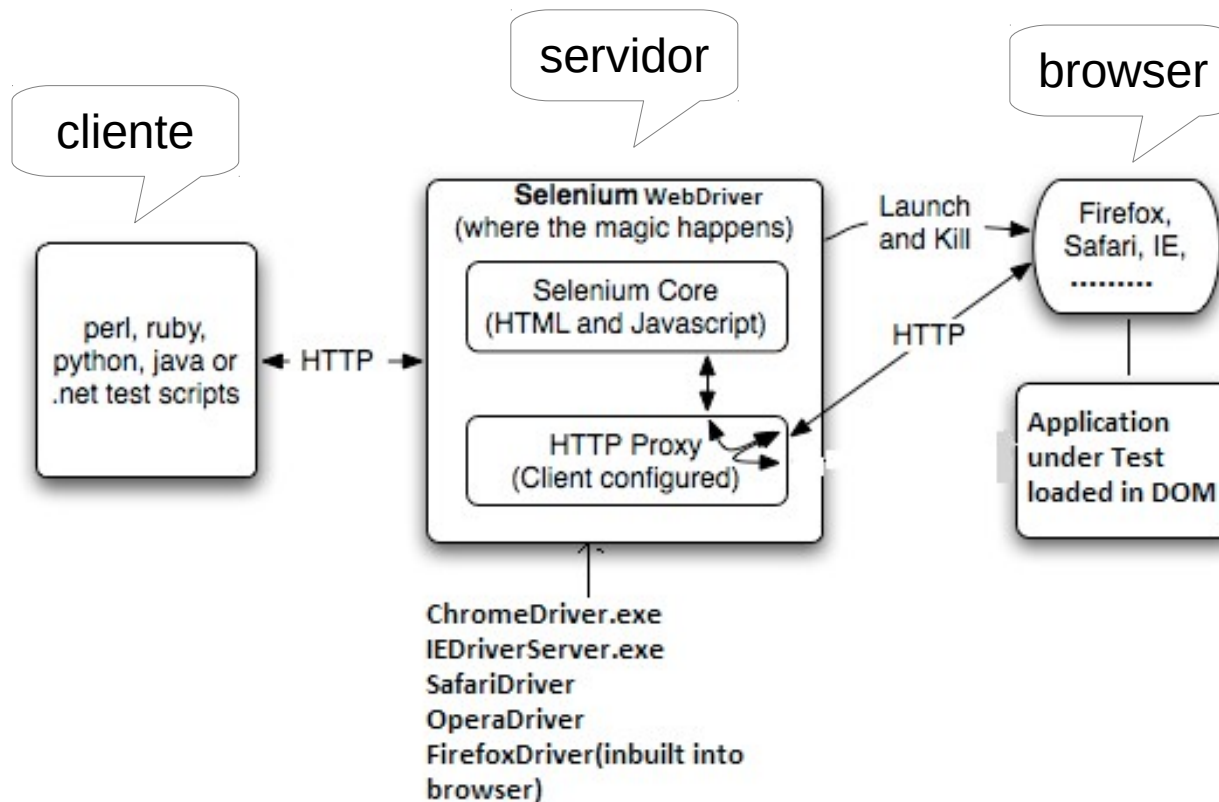 servidor
browser
cliente
Selenium WebDriver
(where the magic happens)
Selenium Core
(HTML and Javascript)
HTTP Proxy
(Client configured)
perl, ruby,
python, java or
.net test scripts
HTTP
Launch
and Kill
HTTP
Firefox,
Safari, IE,
.........
Application
under Test
loaded in DOM
ChromeDriver.exe
IEDriverServer.exe
SafariDriver
OperaDriver
FirefoxDriver(inbuilt into
browser)